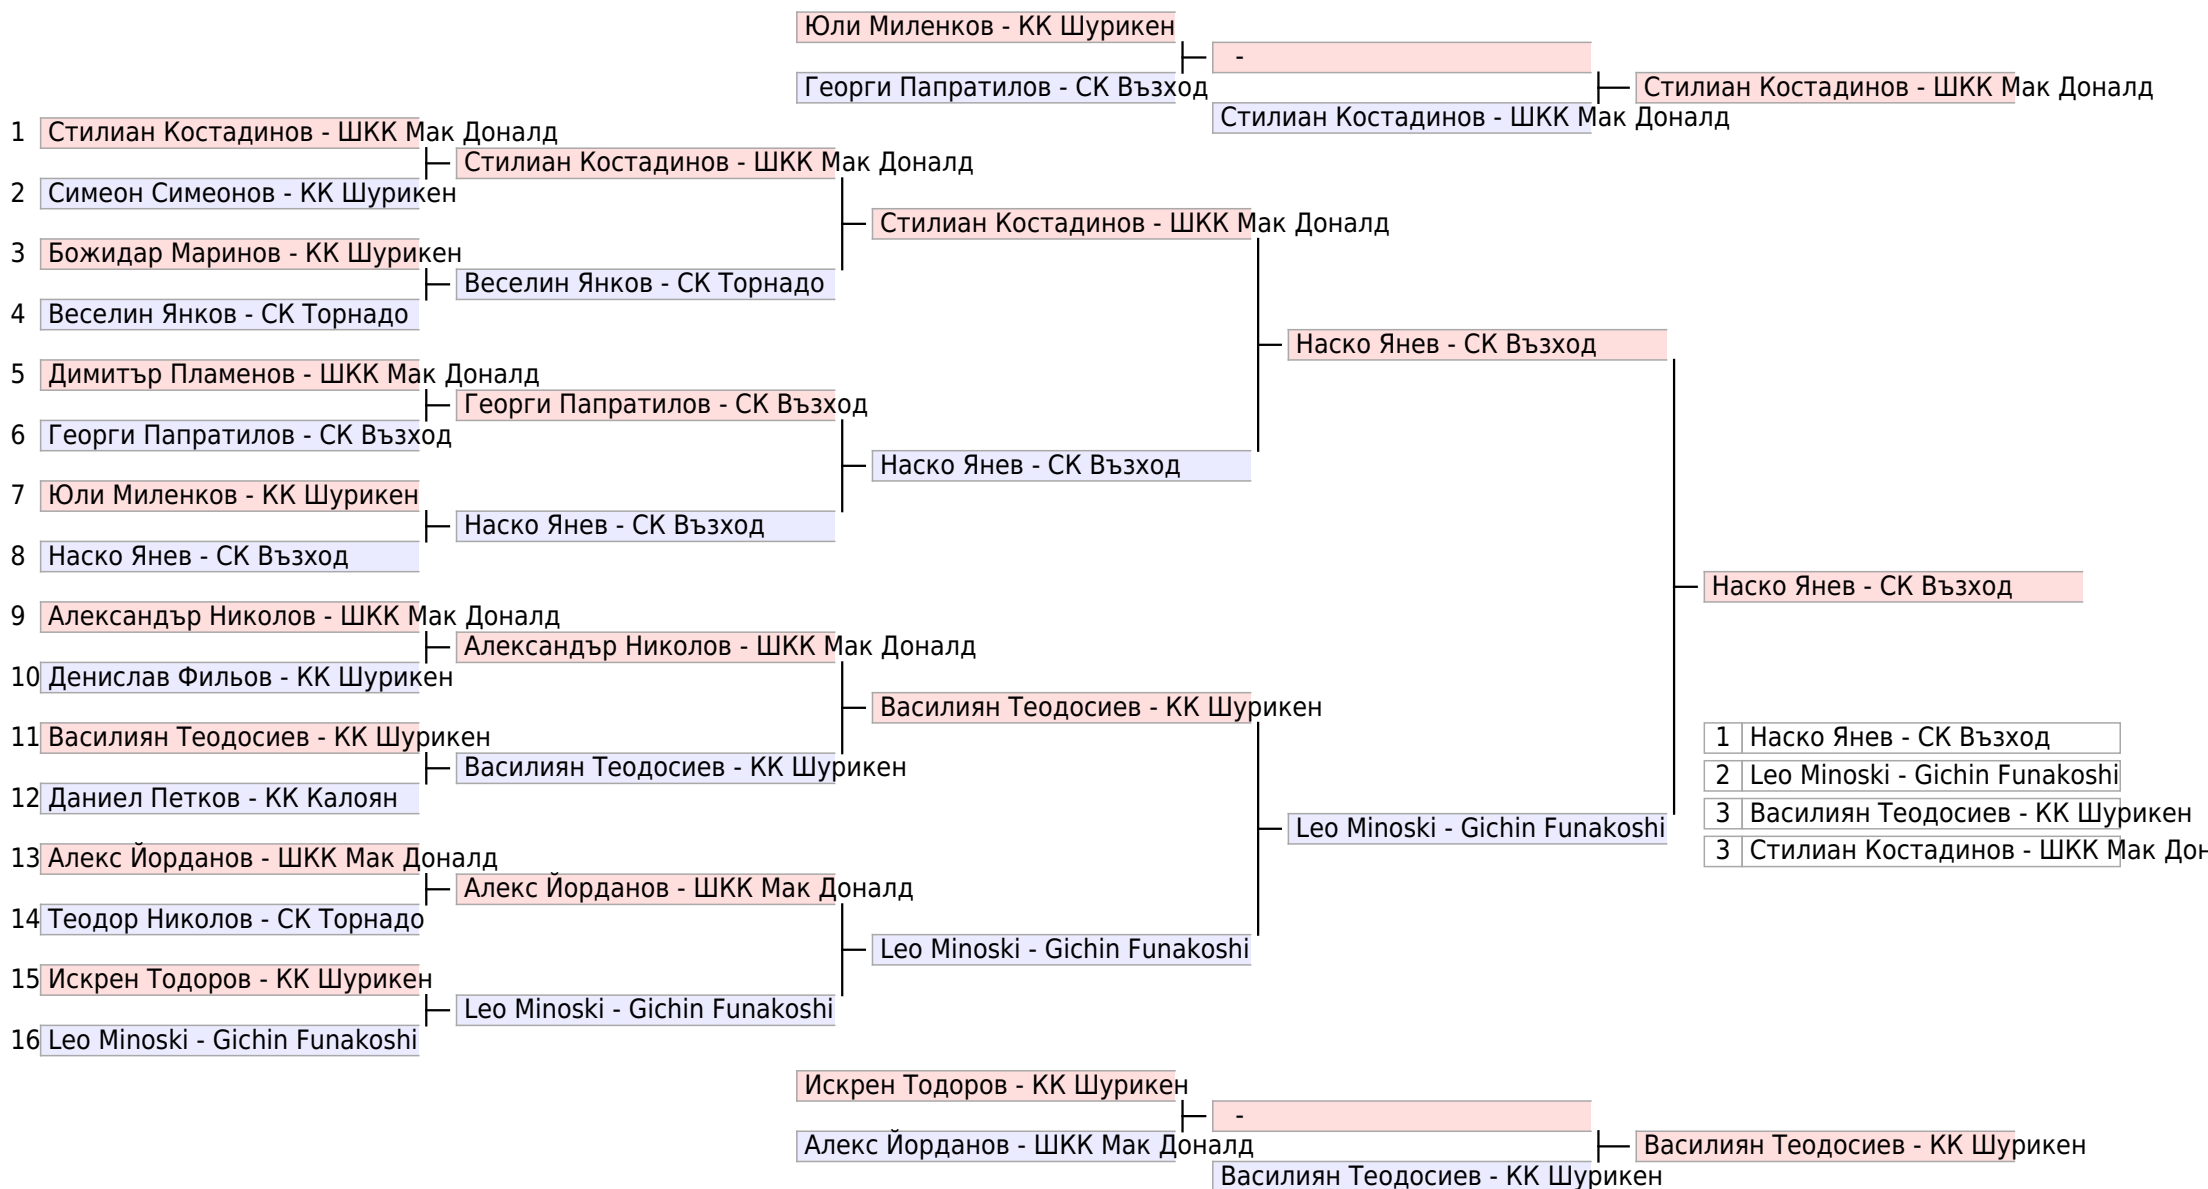 Юли Миленков - КК Шурикен
-
Георги Папратилов - СК Възход
Стилиан Костадинов - ШКК Мак Доналд
Стилиан Костадинов - ШКК Мак Доналд
1 Стилиан Костадинов - ШКК Мак Доналд
Стилиан Костадинов - ШКК Мак Доналд
2 Симеон Симеонов - КК Шурикен
Стилиан Костадинов - ШКК Мак Доналд
3 Божидар Маринов - КК Шурикен
Веселин Янков - СК Торнадо
4 Веселин Янков - СК Торнадо
Наско Янев - СК Възход
5 Димитър Пламенов - ШКК Мак Доналд
Георги Папратилов - СК Възход
6 Георги Папратилов - СК Възход
Наско Янев - СК Възход
7 Юли Миленков - КК Шурикен
Наско Янев - СК Възход
8 Наско Янев - СК Възход
Наско Янев - СК Възход
9 Александър Николов - ШКК Мак Доналд
Александър Николов - ШКК Мак Доналд
10 Денислав Фильов - КК Шурикен
Василиян Теодосиев - КК Шурикен
11 Василиян Теодосиев - КК Шурикен
Василиян Теодосиев - КК Шурикен
12 Даниел Петков - КК Калоян
Leo Minoski - Gichin Funakoshi
1 Наско Янев - СК Възход
2 Leo Minoski - Gichin Funakoshi
3 Василиян Теодосиев - КК Шурикен
3 Стилиан Костадинов - ШКК Мак Дон
13 Алекс Йорданов - ШКК Мак Доналд
Алекс Йорданов - ШКК Мак Доналд
14 Теодор Николов - СК Торнадо
Leo Minoski - Gichin Funakoshi
15 Искрен Тодоров - КК Шурикен
Leo Minoski - Gichin Funakoshi
16 Leo Minoski - Gichin Funakoshi
Искрен Тодоров - КК Шурикен
-
Алекс Йорданов - ШКК Мак Доналд
Василиян Теодосиев - КК Шурикен
Василиян Теодосиев - КК Шурикен